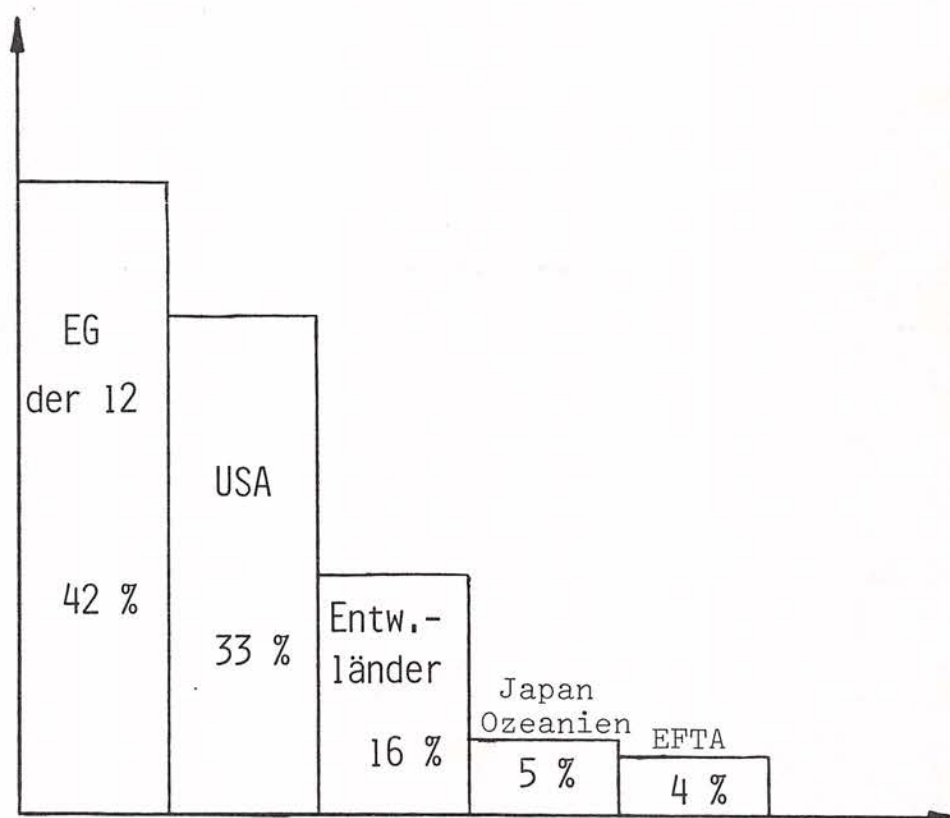 EG
der 12
42 %
USA
33 %
Entw.-
länder
16 %
Japan
Ozeanien
5 %
EFTA
4 %